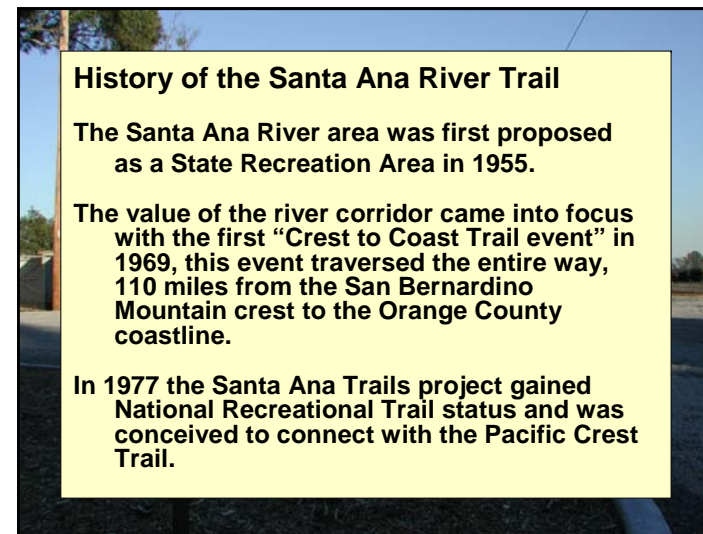 History of the Santa Ana River Trail
The Santa Ana River area was first proposed
as a State Recreation Area in 1955.
The value of the river corridor came into focus
with the first “Crest to Coast Trail event” in
1969, this event traversed the entire way,
110 miles from the San Bernardino
Mountain crest to the Orange County
coastline.
In 1977 the Santa Ana Trails project gained
National Recreational Trail status and was
conceived to connect with the Pacific Crest
Trail.